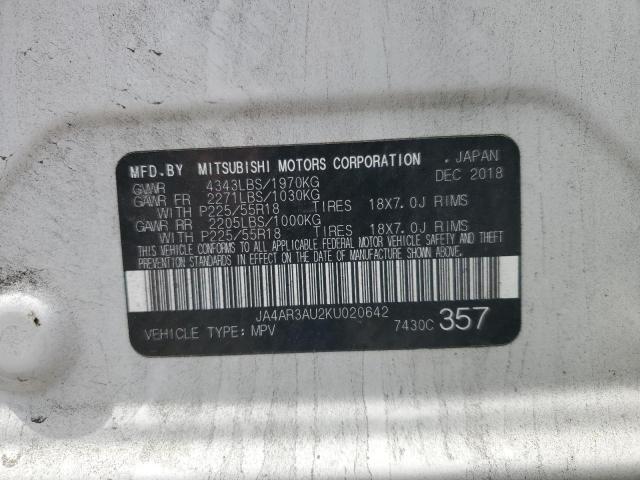 MFD.BY MITSUBISHI MOTORS CORPORATION . JAPAN
GVWR 4343LBS/1970KG DEC 2018
GAWR FR 2271LBS/1030KG
WITH P225/55R18 TIRES 18X7.0J RIMS
GAWR RR 2205LBS/1000KG
WITH P225/55R18 TIRES 18X7.0J RIMS
THIS VEHICLE CONFORMS TO ALL APPLICABLE FEDERAL MOTOR VEHICLE SAFETY AND THEFT
PREVENTION STANDARDS IN EFFECT ON THE DATE OF MANUFACTURE SHOWN ABOVE.
JA4AR3AU2KU020642
VEHICLE TYPE: MPV 7430C 357